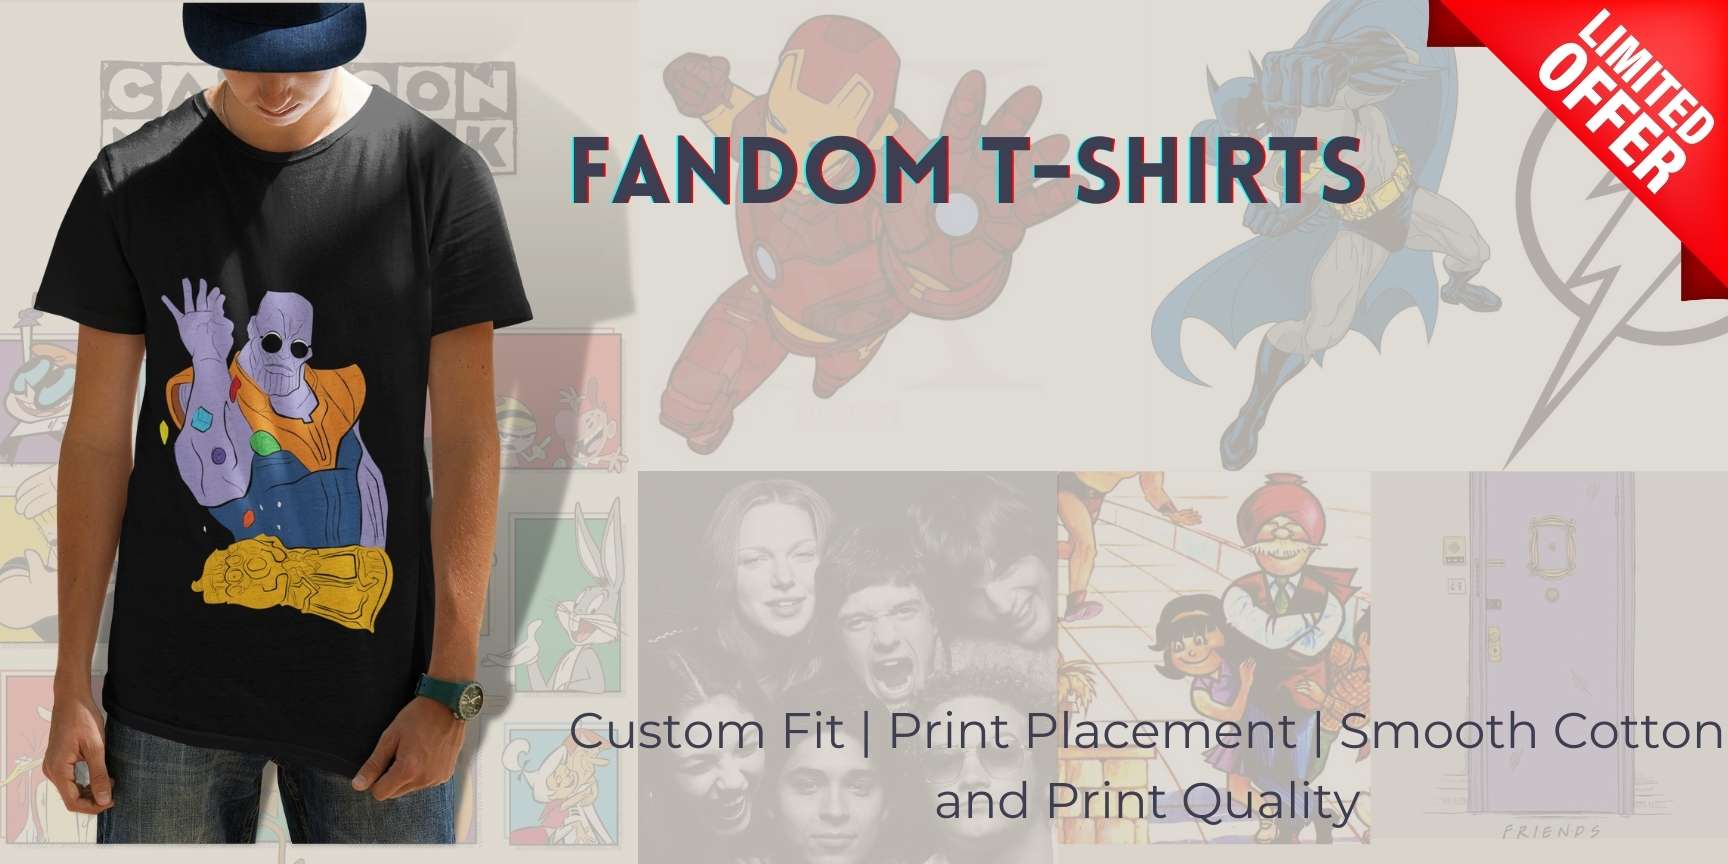 LIMITED
OFFER
FANDOM T-SHIRTS
Custom Fit | Print Placement | Smooth Cotton
and Print Quality
FRIENDS